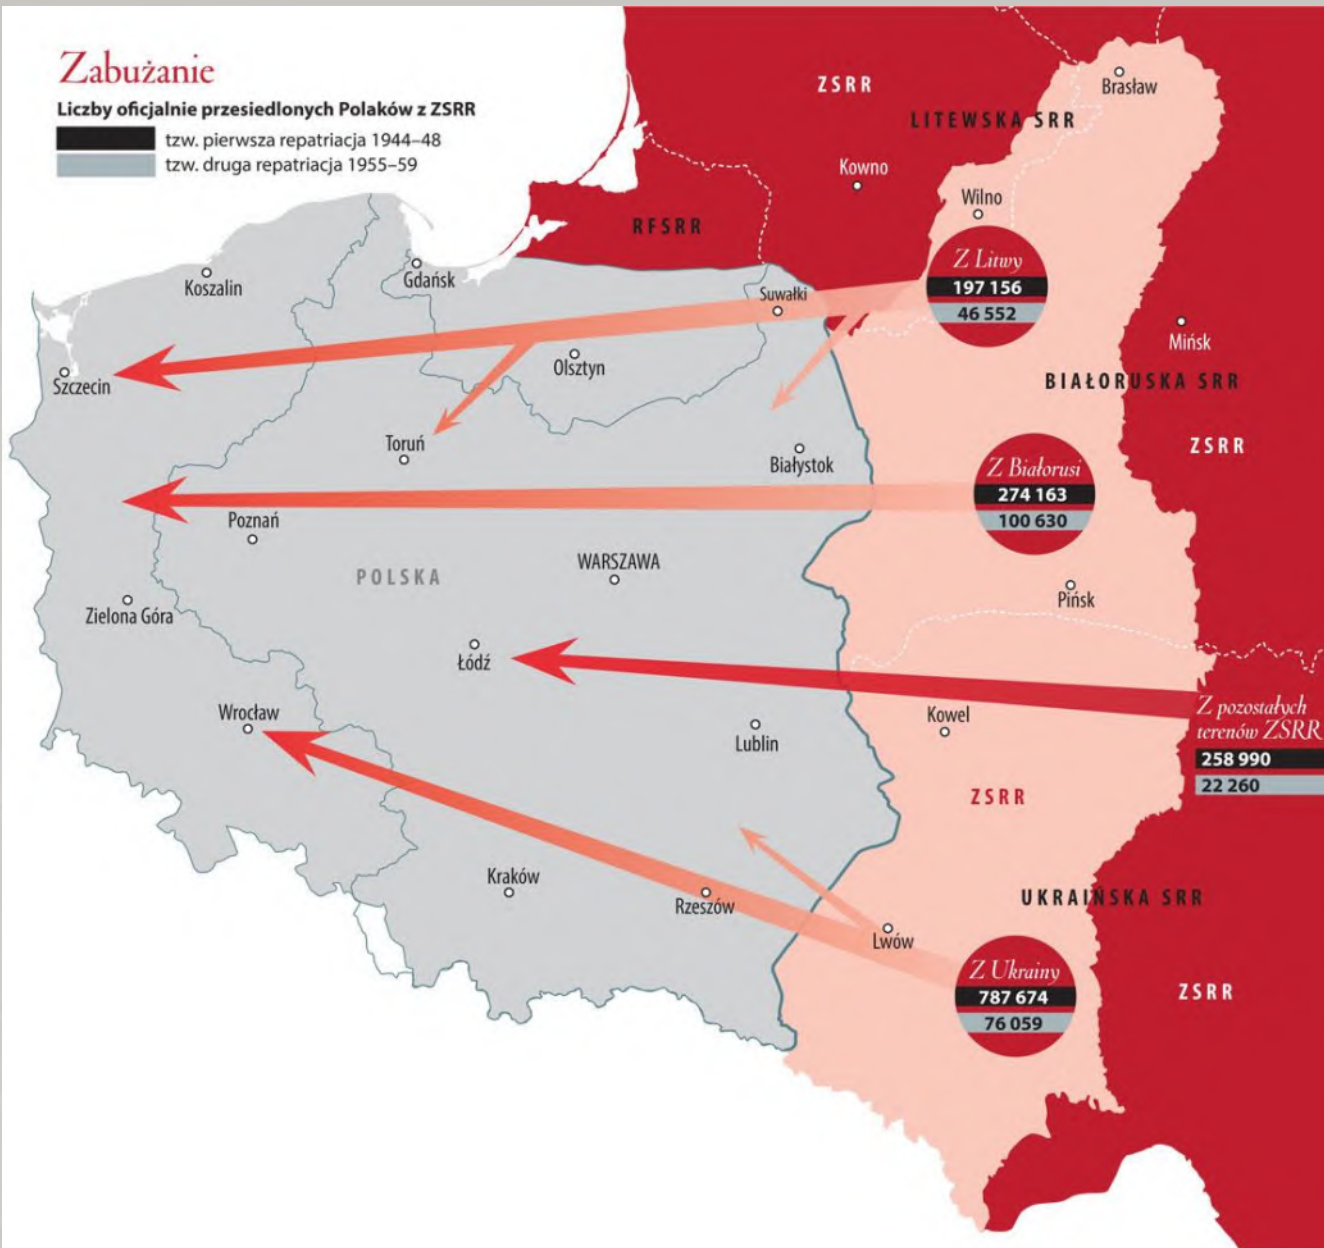 Zabużanie
Liczby oficjalnie przesiedlonych Polaków z ZSRR
tzw. pierwsza repatriacja 1944–48
tzw. druga repatriacja 1955–59
ZSRR
Brasław
LITEWSKA SRR
Kowno
Wilno
RFSRR
Z Litwy
197 156
46 552
Gdańsk
Koszalin
Suwałki
Mińsk
Olsztyn
Szczecin
BIAŁORUSKA SRR
Toruń
ZSRR
Białystok
Z Białorusi
274 163
100 630
Poznań
WARSZAWA
POLSKA
Pińsk
Zielona Góra
Łódź
Z pozostałych
terenów ZSRR
258 990
22 260
Wrocław
Kowel
Lublin
ZSRR
Kraków
Rzeszów
UKRAIŃSKA SRR
Lwów
Z Ukrainy
787 674
76 059
ZSRR